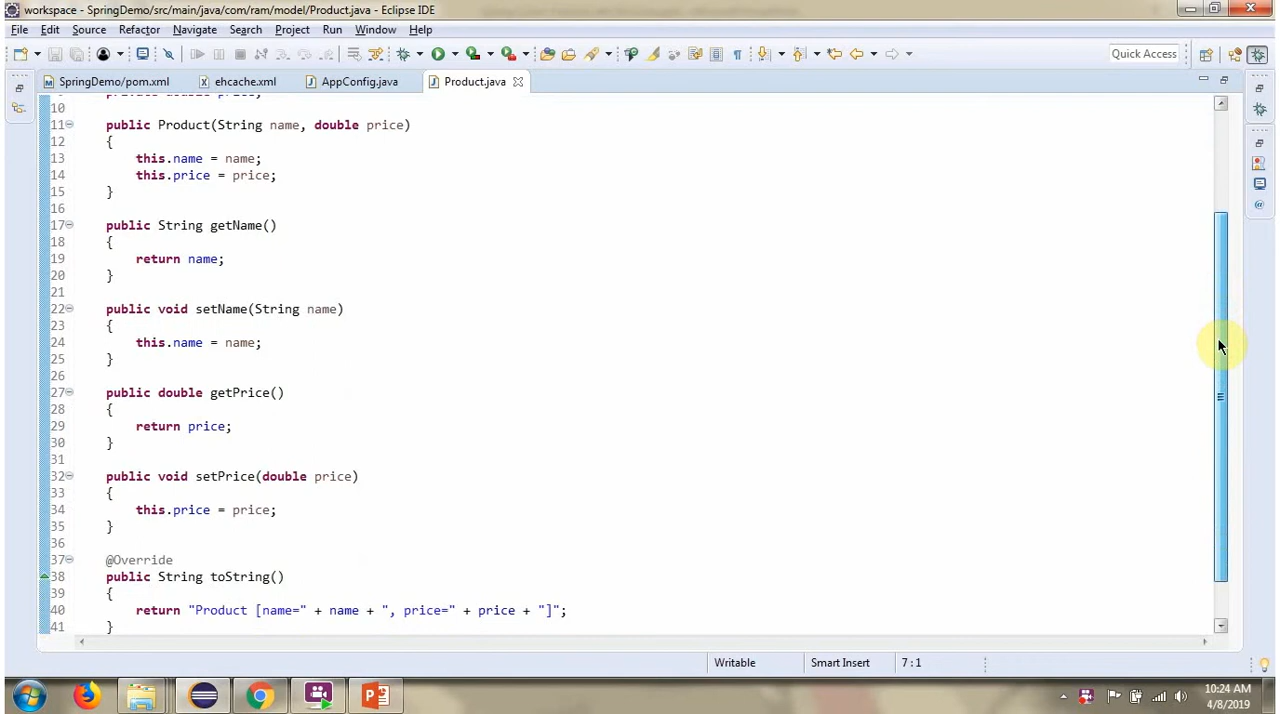 workspace - SpringDemo/src/main/java/com/ram/model/Product.java - Eclipse IDE
File Edit Source Refactor Navigate Search Project Run Window Help
Quick Access
SpringDemo/pom.xml ehcache.xml AppConfig.java Product.java
private double price;
10
11 public Product(String name, double price)
12 {
13 this.name = name;
14 this.price = price;
15 }
16
17 public String getName()
18 {
19 return name;
20 }
21
22 public void setName(String name)
23 {
24 this.name = name;
25 }
26
27 public double getPrice()
28 {
29 return price;
30 }
31
32 public void setPrice(double price)
33 {
34 this.price = price;
35 }
36
37 @Override
38 public String toString()
39 {
40 return "Product [name=" + name + ", price=" + price + "]";
41 }
Writable Smart Insert 7 : 1
10:24 AM
4/8/2019